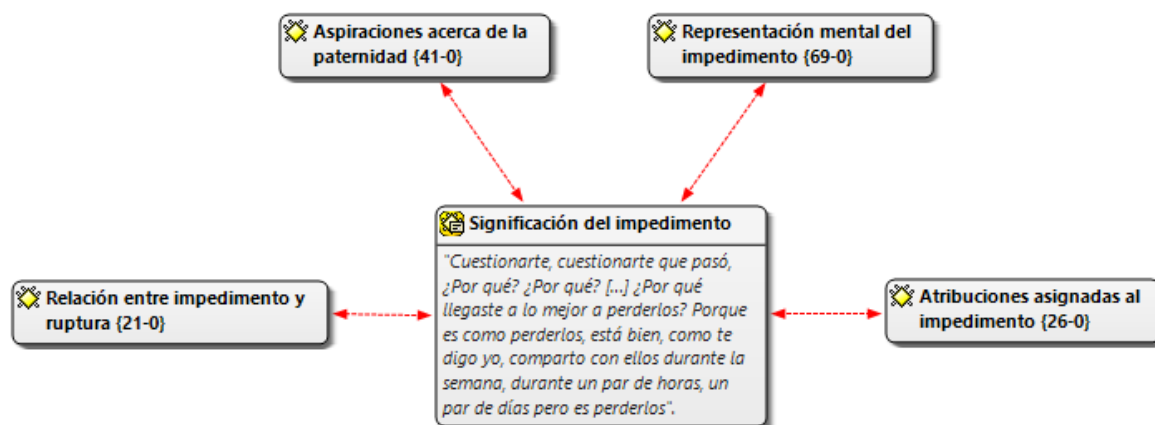 Aspiraciones acerca de la
paternidad {41-0}
Representación mental del
impedimento {69-0}
Significación del impedimento
"Cuestionarte, cuestionarte que pasó,
¿Por qué? ¿Por qué? [...] ¿Por qué
llegaste a lo mejor a perderlos? Porque
es como perderlos, está bien, como te
digo yo, comparto con ellos durante la
semana, durante un par de horas, un
par de días pero es perderlos".
Relación entre impedimento y
ruptura {21-0}
Atribuciones asignadas al
impedimento {26-0}